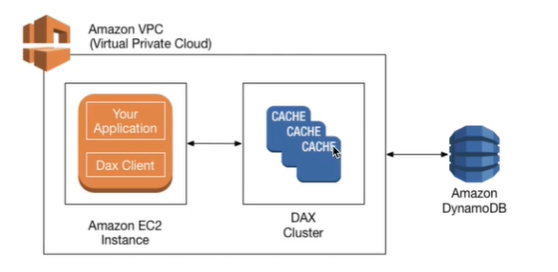 Amazon VPC
(Virtual Private Cloud)
Your
Application
Dax Client
Amazon EC2
Instance
CACHE
CACHE
CACHE
DAX
Cluster
Amazon
DynamoDB